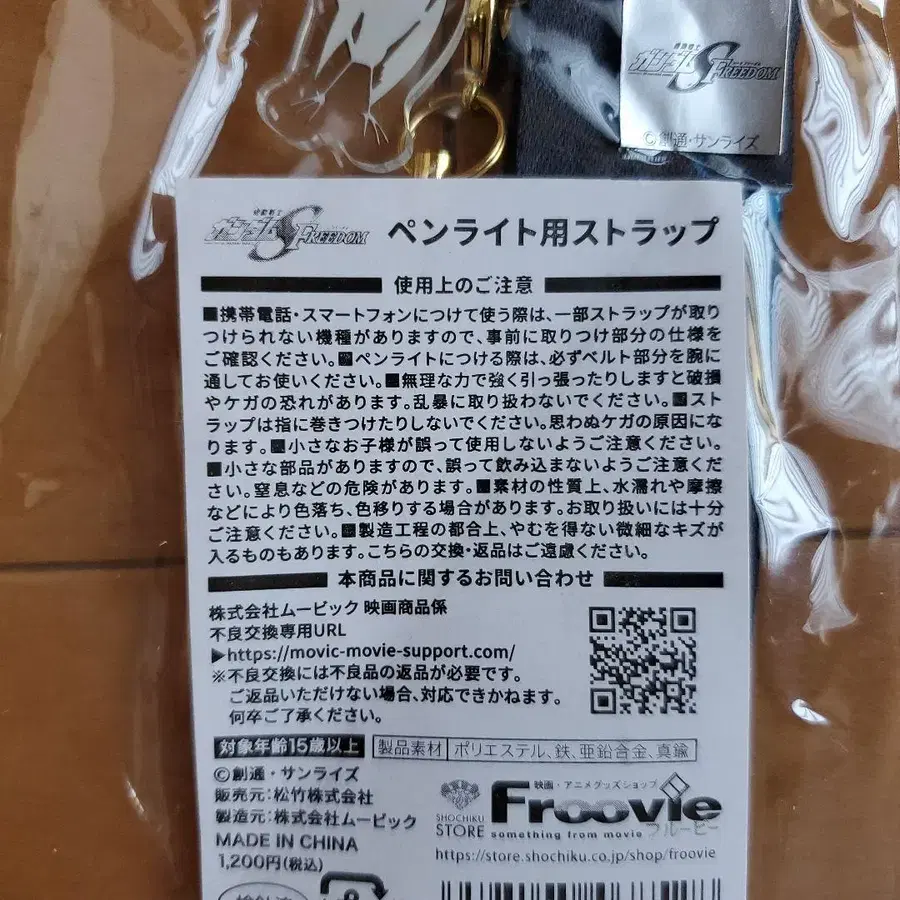 機動戦士
ガンダムSFREEDOM
©創通・サンライズ
機動戦士
ガンダムSFREEDOM ペンライト用ストラップ
使用上のご注意
■携帯電話・スマートフォンにつけて使う際は、一部ストラップが取り
つけられない機種がありますので、事前に取りつけ部分の仕様を
ご確認ください。■ペンライトにつける際は、必ずベルト部分を腕に
通してお使いください。■無理な力で強く引っ張ったりしますと破損
やケガの恐れがあります。乱暴に取り扱わないでください。■スト
ラップは指に巻きつけたりしないでください。思わぬケガの原因にな
ります。■小さなお子様が誤って使用しないようご注意ください。
■小さな部品がありますので、誤って飲み込まないようご注意くだ
さい。窒息などの危険があります。■素材の性質上、水濡れや摩擦
などにより色落ち、色移りする場合があります。お取り扱いには十分
ご注意ください。■製造工程の都合上、やむを得ない微細なキズが
入るものもあります。こちらの交換・返品はご遠慮ください。
本商品に関するお問い合わせ
株式会社ムービック 映画商品係
不良交換専用URL
▶https://movic-movie-support.com/
※不良交換には不良品の返品が必要です。
ご返品いただけない場合、対応できかねます。
何卒ご了承ください。
対象年齢15歳以上 製品素材 ポリエステル、鉄、亜鉛合金、真鍮
©創通・サンライズ
販売元：松竹株式会社
製造元：株式会社ムービック
MADE IN CHINA
1,200円(税込)
映画・アニメグッズショップ
SHOCHIKU STORE
Froovie
something from movie フルービー
https://store.shochiku.co.jp/shop/froovie